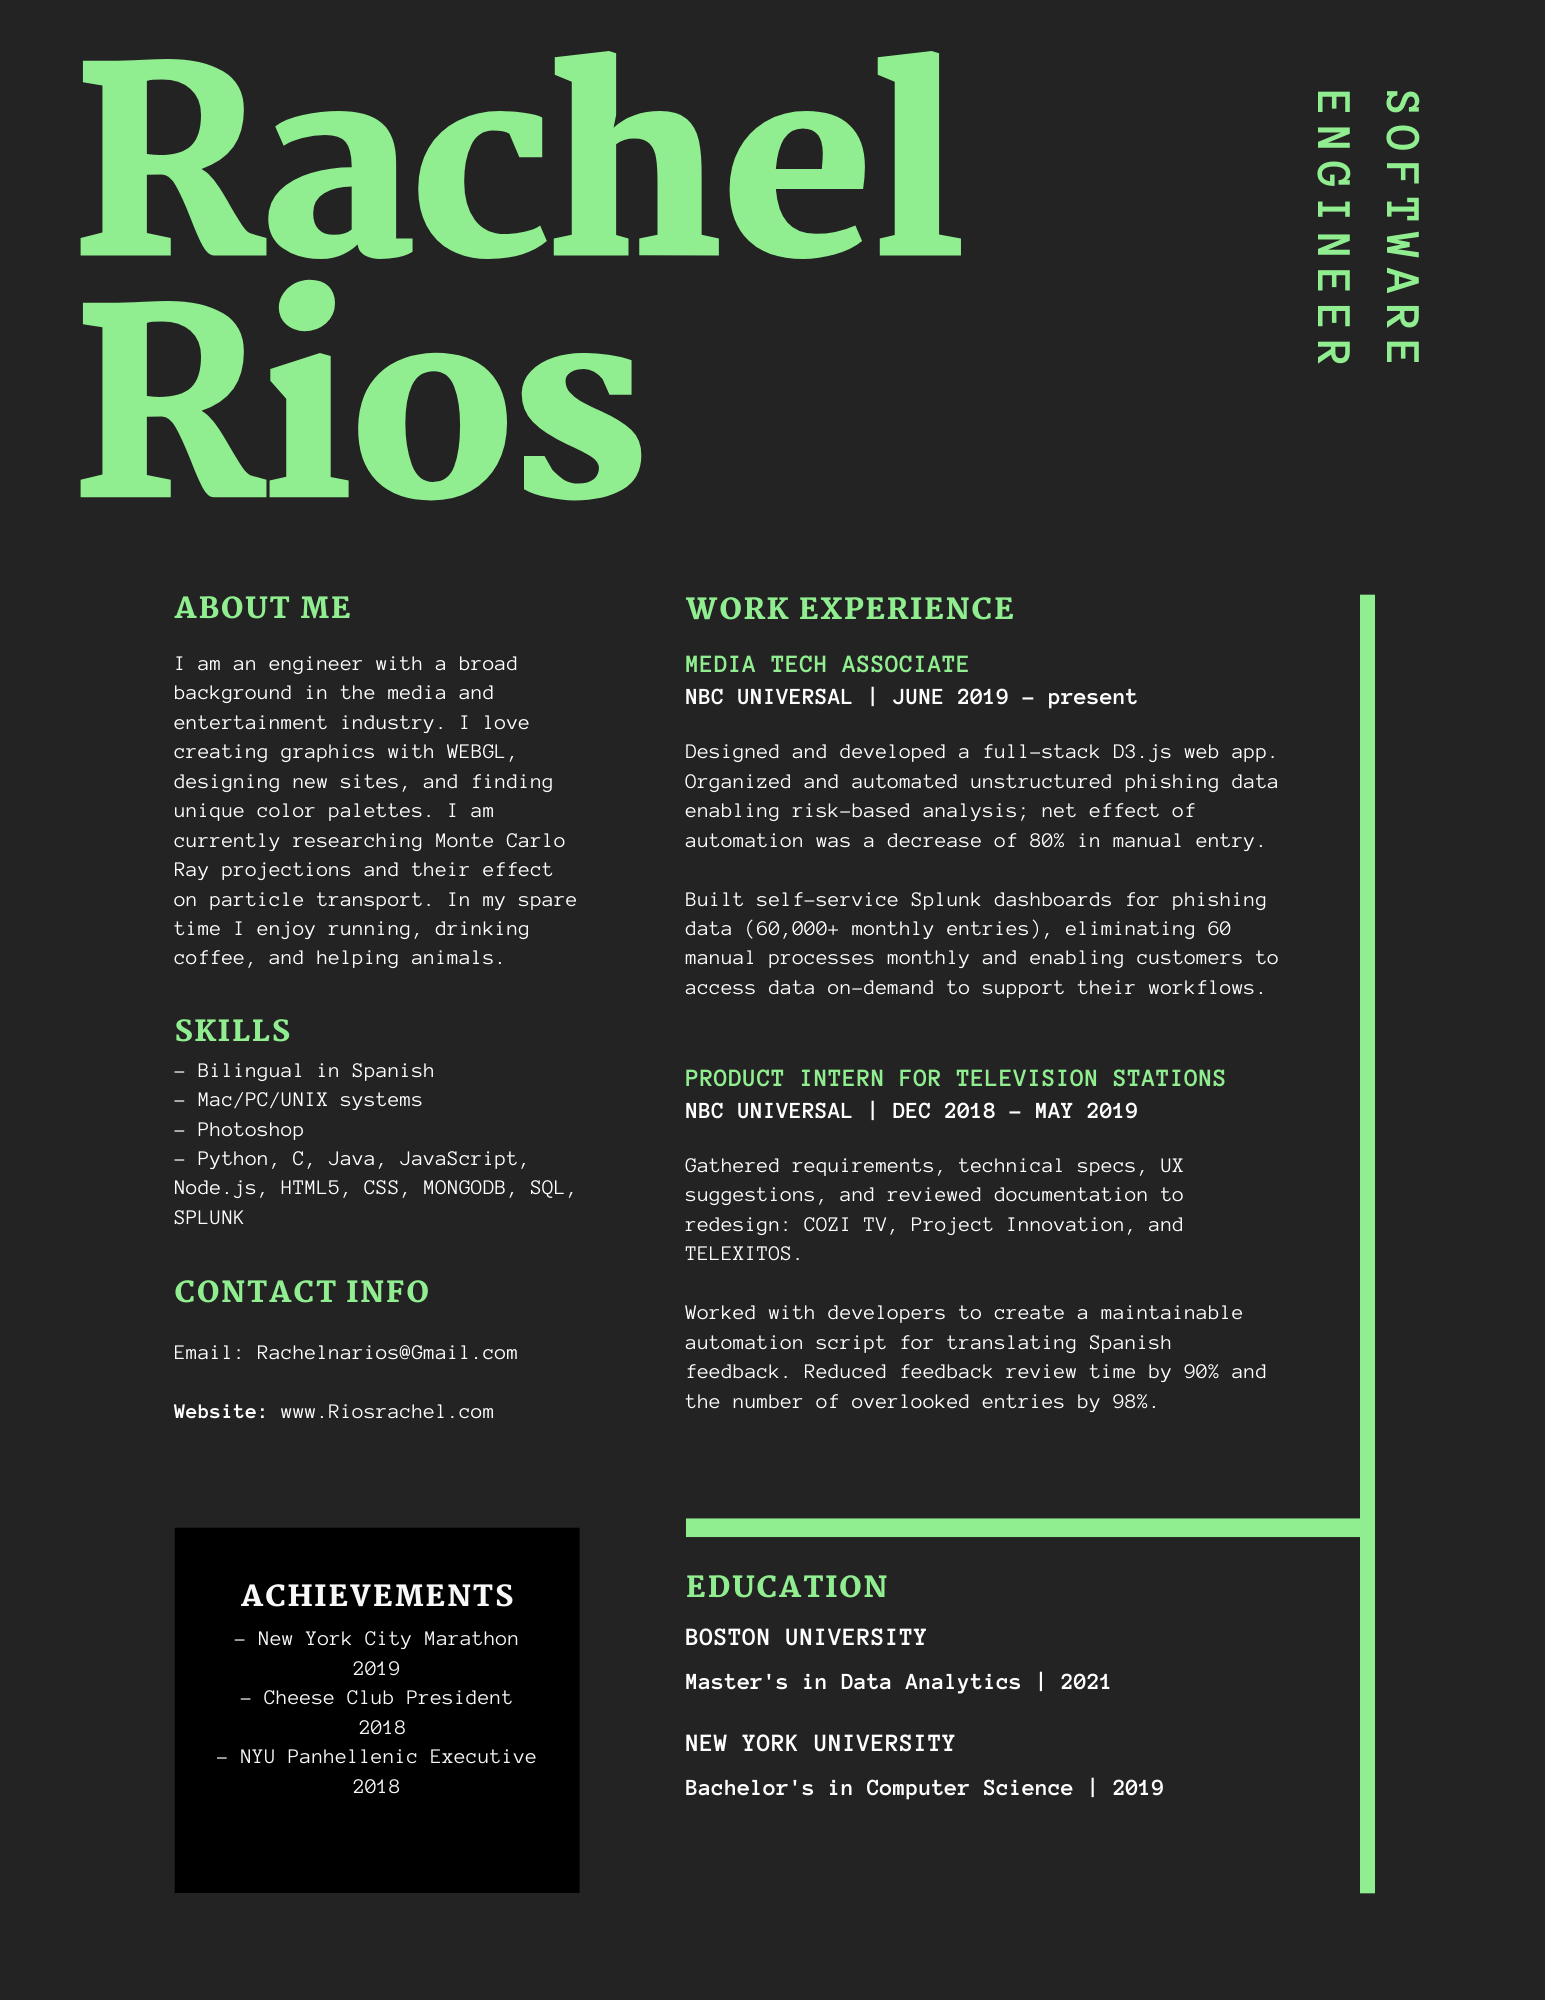 Rachel
Rios
SOFTWARE
ENGINEER
ABOUT ME
I am an engineer with a broad
background in the media and
entertainment industry. I love
creating graphics with WEBGL,
designing new sites, and finding
unique color palettes. I am
currently researching Monte Carlo
Ray projections and their effect
on particle transport. In my spare
time I enjoy running, drinking
coffee, and helping animals.
SKILLS
- Bilingual in Spanish
- Mac/PC/UNIX systems
- Photoshop
- Python, C, Java, JavaScript,
Node.js, HTML5, CSS, MONGODB, SQL,
SPLUNK
CONTACT INFO
Email: Rachelnarios@Gmail.com
Website: www.Riosrachel.com
ACHIEVEMENTS
- New York City Marathon
2019
- Cheese Club President
2018
- NYU Panhellenic Executive
2018
WORK EXPERIENCE
MEDIA TECH ASSOCIATE
NBC UNIVERSAL | JUNE 2019 - present
Designed and developed a full-stack D3.js web app.
Organized and automated unstructured phishing data
enabling risk-based analysis; net effect of
automation was a decrease of 80% in manual entry.
Built self-service Splunk dashboards for phishing
data (60,000+ monthly entries), eliminating 60
manual processes monthly and enabling customers to
access data on-demand to support their workflows.
PRODUCT INTERN FOR TELEVISION STATIONS
NBC UNIVERSAL | DEC 2018 - MAY 2019
Gathered requirements, technical specs, UX
suggestions, and reviewed documentation to
redesign: COZI TV, Project Innovation, and
TELEXITOS.
Worked with developers to create a maintainable
automation script for translating Spanish
feedback. Reduced feedback review time by 90% and
the number of overlooked entries by 98%.
EDUCATION
BOSTON UNIVERSITY
Master's in Data Analytics | 2021
NEW YORK UNIVERSITY
Bachelor's in Computer Science | 2019